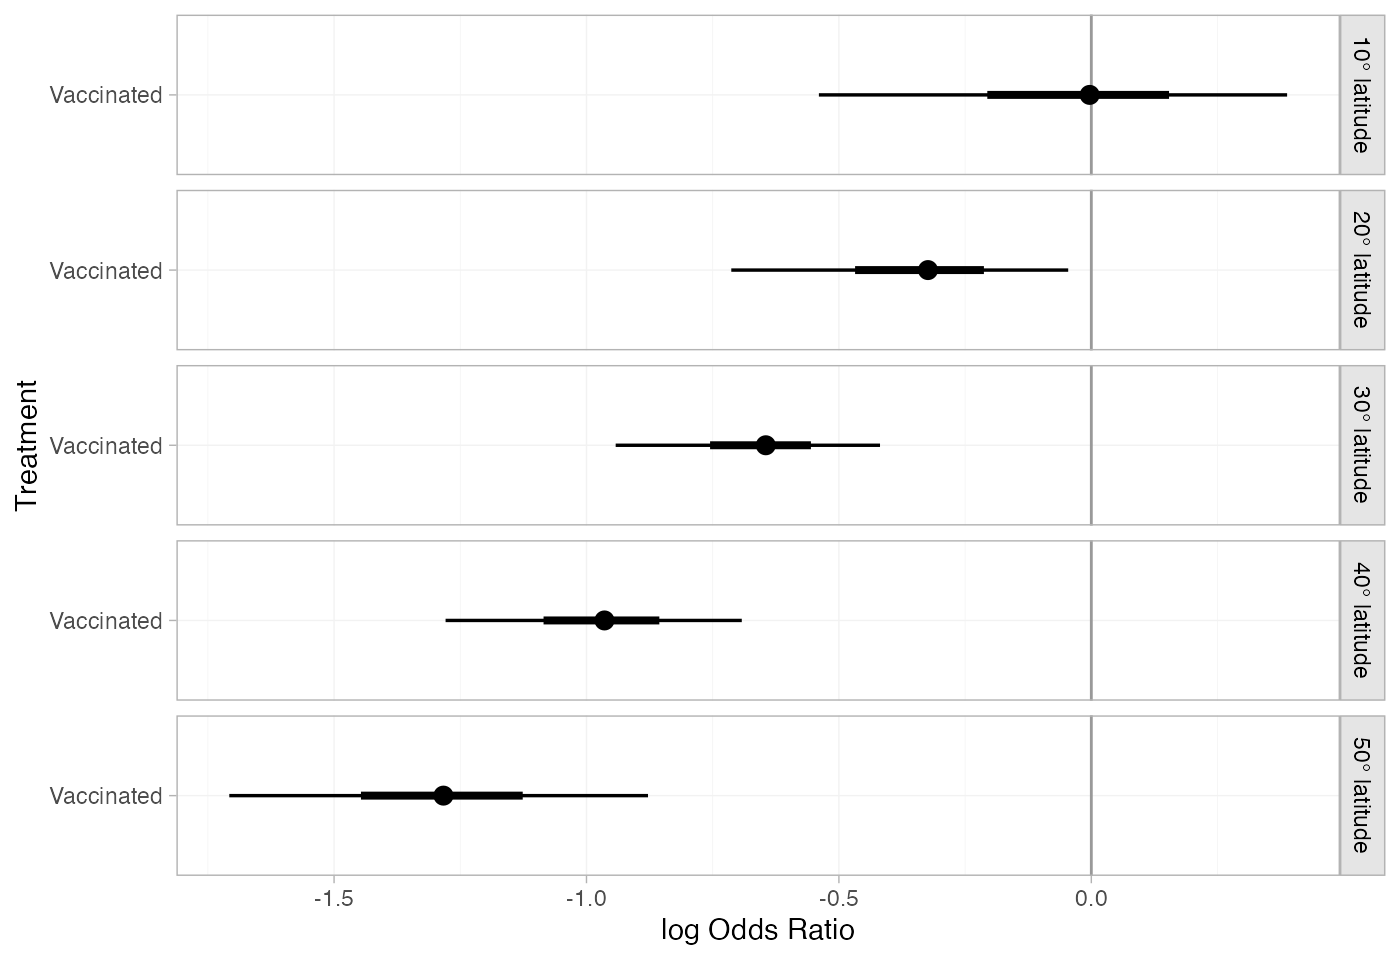 Treatment
Vaccinated
10° latitude
Vaccinated
20° latitude
Vaccinated
30° latitude
Vaccinated
40° latitude
Vaccinated
50° latitude
-1.5 -1.0 -0.5 0.0
log Odds Ratio